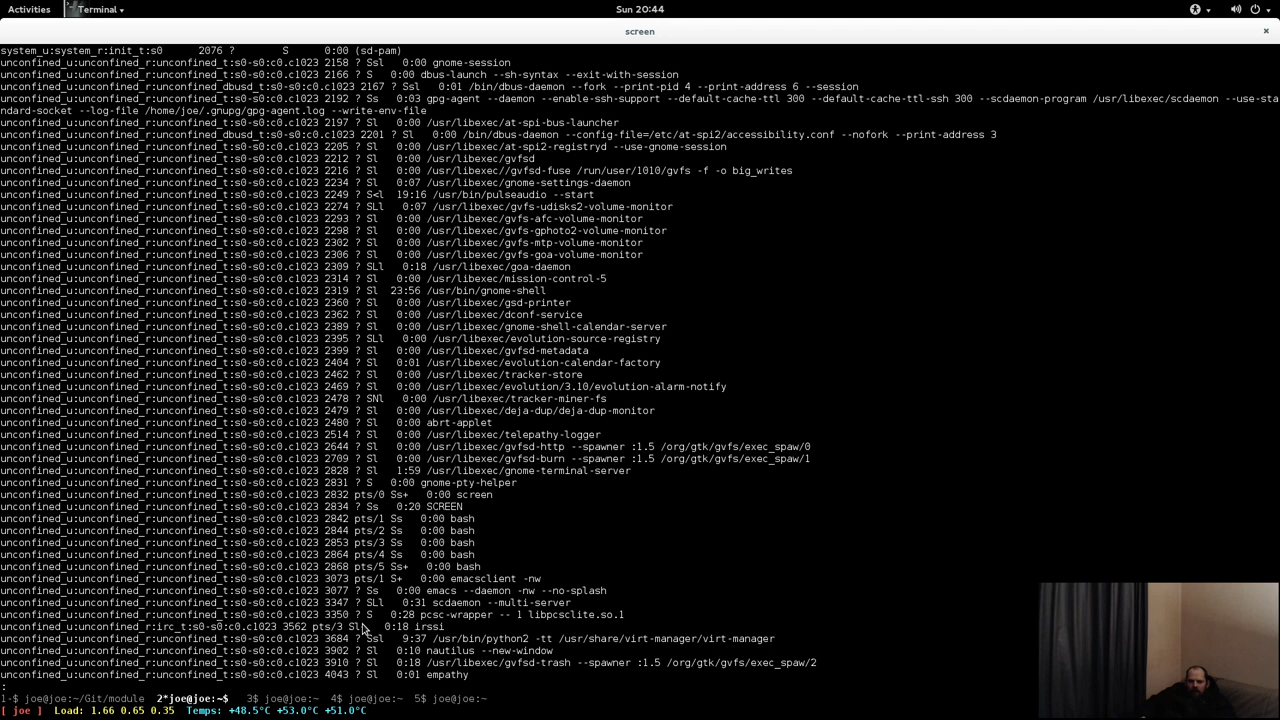 Activities Terminal Sun 20:44
screen
system_u:system_r:init_t:s0 2076 ? S 0:00 (sd-pam)
unconfined_u:unconfined_r:unconfined_t:s0-s0:c0.c1023 2158 ? Ssl 0:00 gnome-session
unconfined_u:unconfined_r:unconfined_t:s0-s0:c0.c1023 2166 ? S 0:00 dbus-launch --sh-syntax --exit-with-session
unconfined_u:unconfined_r:unconfined_dbusd_t:s0-s0:c0.c1023 2167 ? Ssl 0:01 /bin/dbus-daemon --fork --print-pid 4 --print-address 6 --session
unconfined_u:unconfined_r:unconfined_t:s0-s0:c0.c1023 2192 ? Ss 0:03 gpg-agent --daemon --enable-ssh-support --default-cache-ttl 300 --default-cache-ttl-ssh 300 --scdaemon-program /usr/libexec/scdaemon --use-sta
ndard-socket --log-file /home/joe/.gnupg/gpg-agent.log --write-env-file
unconfined_u:unconfined_r:unconfined_t:s0-s0:c0.c1023 2197 ? Sl 0:00 /usr/libexec/at-spi-bus-launcher
unconfined_u:unconfined_r:unconfined_dbusd_t:s0-s0:c0.c1023 2201 ? Sl 0:00 /bin/dbus-daemon --config-file=/etc/at-spi2/accessibility.conf --nofork --print-address 3
unconfined_u:unconfined_r:unconfined_t:s0-s0:c0.c1023 2205 ? Sl 0:00 /usr/libexec/at-spi2-registryd --use-gnome-session
unconfined_u:unconfined_r:unconfined_t:s0-s0:c0.c1023 2212 ? Sl 0:00 /usr/libexec/gvfsd
unconfined_u:unconfined_r:unconfined_t:s0-s0:c0.c1023 2216 ? Sl 0:00 /usr/libexec//gvfsd-fuse /run/user/1010/gvfs -f -o big_writes
unconfined_u:unconfined_r:unconfined_t:s0-s0:c0.c1023 2234 ? Sl 0:07 /usr/libexec/gnome-settings-daemon
unconfined_u:unconfined_r:unconfined_t:s0-s0:c0.c1023 2249 ? S<l 19:16 /usr/bin/pulseaudio --start
unconfined_u:unconfined_r:unconfined_t:s0-s0:c0.c1023 2274 ? SLl 0:07 /usr/libexec/gvfs-udisks2-volume-monitor
unconfined_u:unconfined_r:unconfined_t:s0-s0:c0.c1023 2293 ? Sl 0:00 /usr/libexec/gvfs-afc-volume-monitor
unconfined_u:unconfined_r:unconfined_t:s0-s0:c0.c1023 2298 ? Sl 0:00 /usr/libexec/gvfs-gphoto2-volume-monitor
unconfined_u:unconfined_r:unconfined_t:s0-s0:c0.c1023 2302 ? Sl 0:00 /usr/libexec/gvfs-mtp-volume-monitor
unconfined_u:unconfined_r:unconfined_t:s0-s0:c0.c1023 2306 ? Sl 0:00 /usr/libexec/gvfs-goa-volume-monitor
unconfined_u:unconfined_r:unconfined_t:s0-s0:c0.c1023 2309 ? SLl 0:18 /usr/libexec/goa-daemon
unconfined_u:unconfined_r:unconfined_t:s0-s0:c0.c1023 2314 ? Sl 0:00 /usr/libexec/mission-control-5
unconfined_u:unconfined_r:unconfined_t:s0-s0:c0.c1023 2319 ? Sl 23:56 /usr/bin/gnome-shell
unconfined_u:unconfined_r:unconfined_t:s0-s0:c0.c1023 2360 ? Sl 0:00 /usr/libexec/gsd-printer
unconfined_u:unconfined_r:unconfined_t:s0-s0:c0.c1023 2362 ? Sl 0:00 /usr/libexec/dconf-service
unconfined_u:unconfined_r:unconfined_t:s0-s0:c0.c1023 2389 ? Sl 0:00 /usr/libexec/gnome-shell-calendar-server
unconfined_u:unconfined_r:unconfined_t:s0-s0:c0.c1023 2395 ? SLl 0:00 /usr/libexec/evolution-source-registry
unconfined_u:unconfined_r:unconfined_t:s0-s0:c0.c1023 2399 ? Sl 0:00 /usr/libexec/gvfsd-metadata
unconfined_u:unconfined_r:unconfined_t:s0-s0:c0.c1023 2404 ? Sl 0:01 /usr/libexec/evolution-calendar-factory
unconfined_u:unconfined_r:unconfined_t:s0-s0:c0.c1023 2462 ? Sl 0:00 /usr/libexec/tracker-store
unconfined_u:unconfined_r:unconfined_t:s0-s0:c0.c1023 2469 ? Sl 0:00 /usr/libexec/evolution/3.10/evolution-alarm-notify
unconfined_u:unconfined_r:unconfined_t:s0-s0:c0.c1023 2478 ? SNl 0:00 /usr/libexec/tracker-miner-fs
unconfined_u:unconfined_r:unconfined_t:s0-s0:c0.c1023 2479 ? Sl 0:00 /usr/libexec/deja-dup/deja-dup-monitor
unconfined_u:unconfined_r:unconfined_t:s0-s0:c0.c1023 2480 ? Sl 0:00 abrt-applet
unconfined_u:unconfined_r:unconfined_t:s0-s0:c0.c1023 2514 ? Sl 0:00 /usr/libexec/telepathy-logger
unconfined_u:unconfined_r:unconfined_t:s0-s0:c0.c1023 2644 ? Sl 0:00 /usr/libexec/gvfsd-http --spawner :1.5 /org/gtk/gvfs/exec_spaw/0
unconfined_u:unconfined_r:unconfined_t:s0-s0:c0.c1023 2709 ? Sl 0:00 /usr/libexec/gvfsd-burn --spawner :1.5 /org/gtk/gvfs/exec_spaw/1
unconfined_u:unconfined_r:unconfined_t:s0-s0:c0.c1023 2828 ? Sl 1:59 /usr/libexec/gnome-terminal-server
unconfined_u:unconfined_r:unconfined_t:s0-s0:c0.c1023 2831 ? S 0:00 gnome-pty-helper
unconfined_u:unconfined_r:unconfined_t:s0-s0:c0.c1023 2832 pts/0 Ss+ 0:00 screen
unconfined_u:unconfined_r:unconfined_t:s0-s0:c0.c1023 2834 ? Ss 0:20 SCREEN
unconfined_u:unconfined_r:unconfined_t:s0-s0:c0.c1023 2842 pts/1 Ss 0:00 bash
unconfined_u:unconfined_r:unconfined_t:s0-s0:c0.c1023 2844 pts/2 Ss 0:00 bash
unconfined_u:unconfined_r:unconfined_t:s0-s0:c0.c1023 2853 pts/3 Ss 0:00 bash
unconfined_u:unconfined_r:unconfined_t:s0-s0:c0.c1023 2864 pts/4 Ss 0:00 bash
unconfined_u:unconfined_r:unconfined_t:s0-s0:c0.c1023 2868 pts/5 Ss+ 0:00 bash
unconfined_u:unconfined_r:unconfined_t:s0-s0:c0.c1023 3073 pts/1 S+ 0:00 emacsclient -nw
unconfined_u:unconfined_r:unconfined_t:s0-s0:c0.c1023 3077 ? Ss 0:00 emacs --daemon -nw --no-splash
unconfined_u:unconfined_r:unconfined_t:s0-s0:c0.c1023 3347 ? SLl 0:31 scdaemon --multi-server
unconfined_u:unconfined_r:unconfined_t:s0-s0:c0.c1023 3350 ? S 0:28 pcsc-wrapper -- 1 libpcsclite.so.1
unconfined_u:unconfined_r:irc_t:s0-s0:c0.c1023 3562 pts/3 Sl+ 0:18 irssi
unconfined_u:unconfined_r:unconfined_t:s0-s0:c0.c1023 3684 ? Ssl 9:37 /usr/bin/python2 -tt /usr/share/virt-manager/virt-manager
unconfined_u:unconfined_r:unconfined_t:s0-s0:c0.c1023 3902 ? Sl 0:10 nautilus --new-window
unconfined_u:unconfined_r:unconfined_t:s0-s0:c0.c1023 3910 ? Sl 0:18 /usr/libexec/gvfsd-trash --spawner :1.5 /org/gtk/gvfs/exec_spaw/2
unconfined_u:unconfined_r:unconfined_t:s0-s0:c0.c1023 4043 ? Sl 0:01 empathy
:
1-$ joe@joe:~/Git/module 2*joe@joe:~$ 3$ joe@joe:~ 4$ joe@joe:~ 5$ joe@joe:~
[ joe ] Load: 1.66 0.65 0.35 Temps: +48.5°C +53.0°C +51.0°C